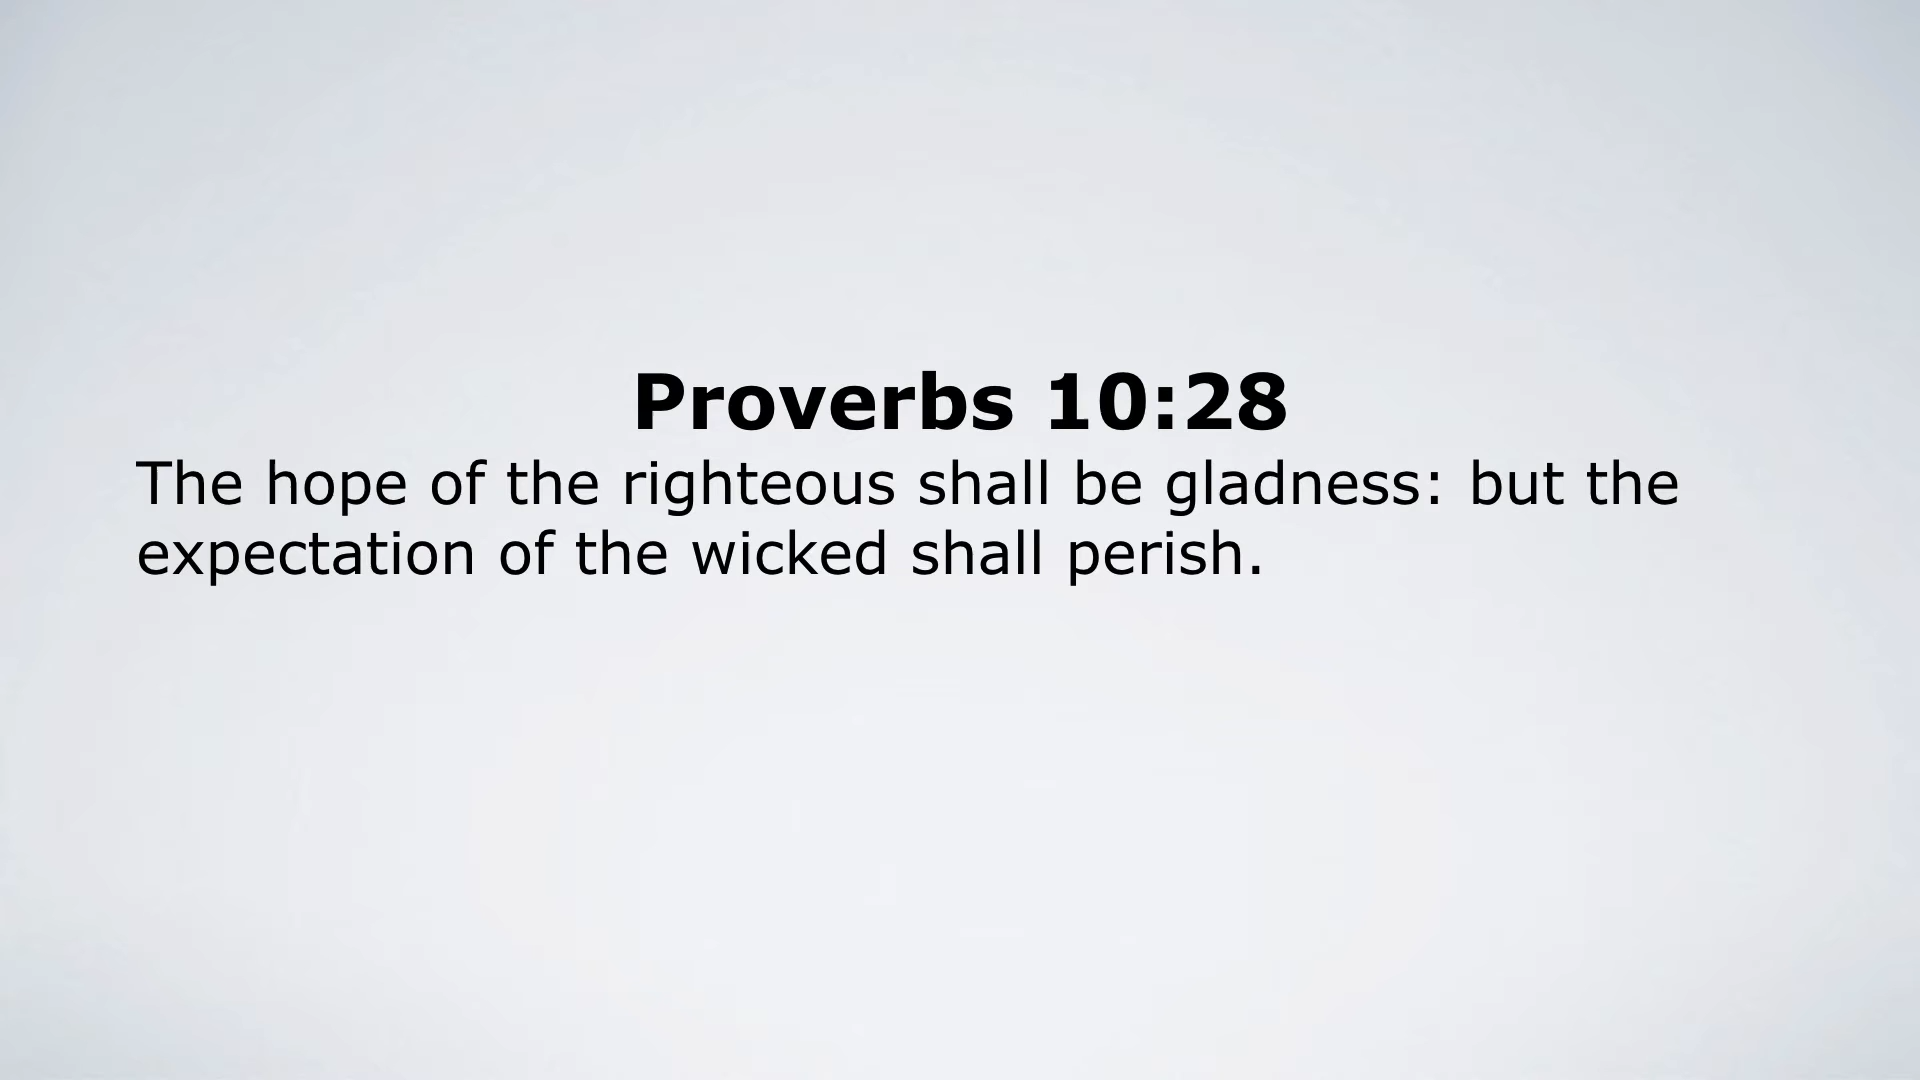 Proverbs 10:28
The hope of the righteous shall be gladness: but the
expectation of the wicked shall perish.